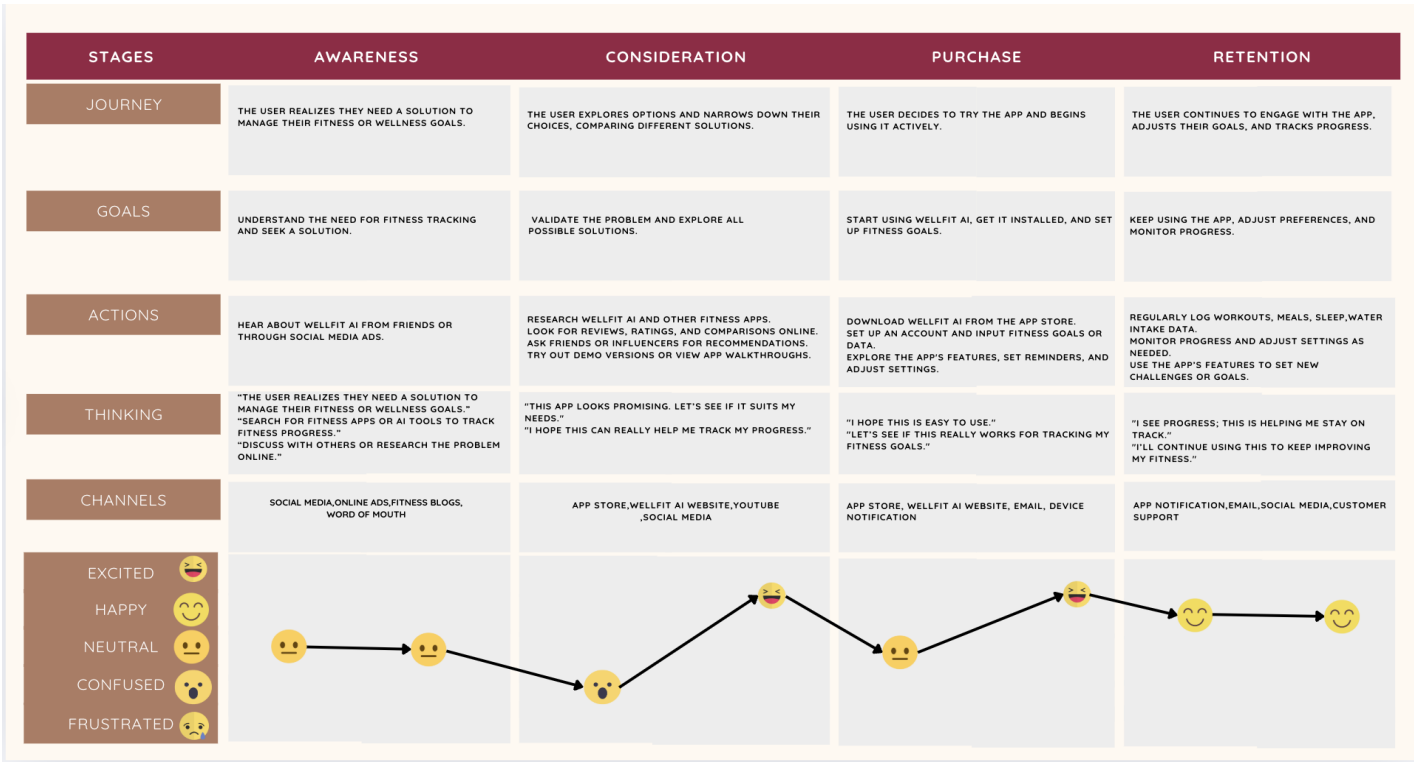 STAGES
AWARENESS
CONSIDERATION
PURCHASE
RETENTION
JOURNEY
THE USER REALIZES THEY NEED A SOLUTION TO
MANAGE THEIR FITNESS OR WELLNESS GOALS.
THE USER EXPLORES OPTIONS AND NARROWS DOWN THEIR
CHOICES, COMPARING DIFFERENT SOLUTIONS.
THE USER DECIDES TO TRY THE APP AND BEGINS
USING IT ACTIVELY.
THE USER CONTINUES TO ENGAGE WITH THE APP,
ADJUSTS THEIR GOALS, AND TRACKS PROGRESS.
GOALS
UNDERSTAND THE NEED FOR FITNESS TRACKING
AND SEEK A SOLUTION.
VALIDATE THE PROBLEM AND EXPLORE ALL
POSSIBLE SOLUTIONS.
START USING WELLFIT AI, GET IT INSTALLED, AND SET
UP FITNESS GOALS.
KEEP USING THE APP, ADJUST PREFERENCES, AND
MONITOR PROGRESS.
ACTIONS
HEAR ABOUT WELLFIT AI FROM FRIENDS OR
THROUGH SOCIAL MEDIA ADS.
RESEARCH WELLFIT AI AND OTHER FITNESS APPS.
LOOK FOR REVIEWS, RATINGS, AND COMPARISONS ONLINE.
ASK FRIENDS OR INFLUENCERS FOR RECOMMENDATIONS.
TRY OUT DEMO VERSIONS OR VIEW APP WALKTHROUGHS.
DOWNLOAD WELLFIT AI FROM THE APP STORE.
SET UP AN ACCOUNT AND INPUT FITNESS GOALS OR
DATA.
EXPLORE THE APP'S FEATURES, SET REMINDERS, AND
ADJUST SETTINGS.
REGULARLY LOG WORKOUTS, MEALS, SLEEP,WATER
INTAKE DATA.
MONITOR PROGRESS AND ADJUST SETTINGS AS
NEEDED.
USE THE APP'S FEATURES TO SET NEW
CHALLENGES OR GOALS.
THINKING
"THE USER REALIZES THEY NEED A SOLUTION TO
MANAGE THEIR FITNESS OR WELLNESS GOALS."
"SEARCH FOR FITNESS APPS OR AI TOOLS TO TRACK
FITNESS PROGRESS."
"DISCUSS WITH OTHERS OR RESEARCH THE PROBLEM
ONLINE."
"THIS APP LOOKS PROMISING. LET'S SEE IF IT SUITS MY
NEEDS."
"I HOPE THIS CAN REALLY HELP ME TRACK MY PROGRESS."
"I HOPE THIS IS EASY TO USE."
"LET'S SEE IF THIS REALLY WORKS FOR TRACKING MY
FITNESS GOALS."
"I SEE PROGRESS; THIS IS HELPING ME STAY ON
TRACK."
"I'LL CONTINUE USING THIS TO KEEP IMPROVING
MY FITNESS."
CHANNELS
SOCIAL MEDIA,ONLINE ADS,FITNESS BLOGS,
WORD OF MOUTH
APP STORE,WELLFIT AI WEBSITE,YOUTUBE
,SOCIAL MEDIA
APP STORE, WELLFIT AI WEBSITE, EMAIL, DEVICE
NOTIFICATION
APP NOTIFICATION,EMAIL,SOCIAL MEDIA,CUSTOMER
SUPPORT
EXCITED
HAPPY
NEUTRAL
CONFUSED
FRUSTRATED